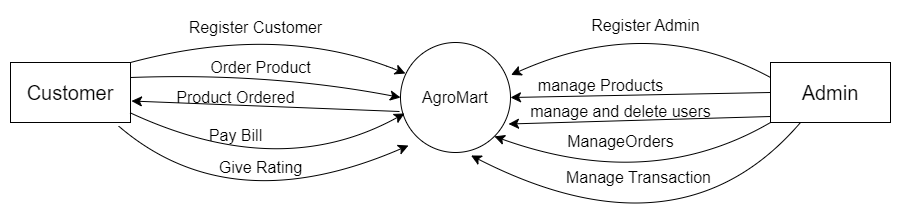 Register Customer
Order Product
Product Ordered
Pay Bill
Give Rating
Customer
AgroMart
Register Admin
manage Products
manage and delete users
ManageOrders
Manage Transaction
Admin